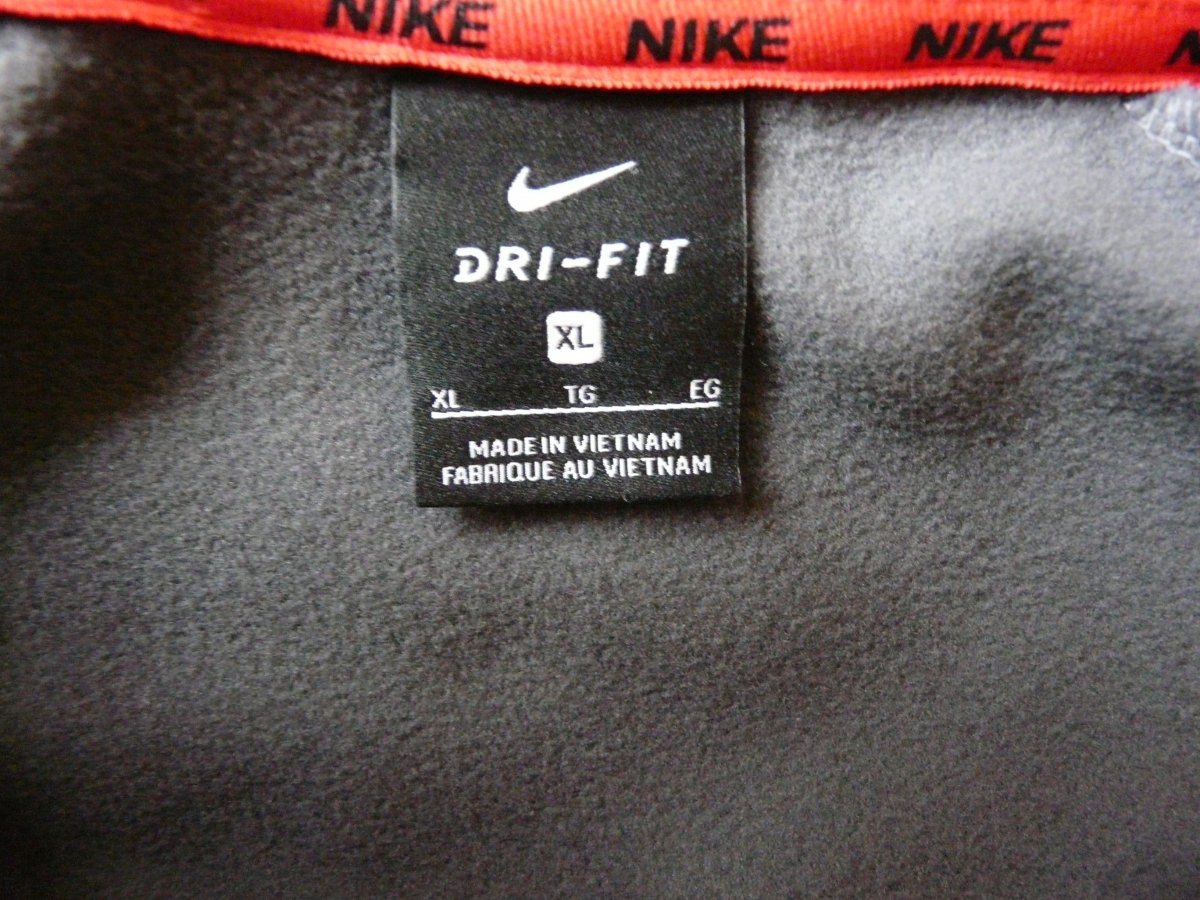 NIKE NIKE NIKE
DRI-FIT
XL
XL TG EG
MADE IN VIETNAM
FABRIQUE AU VIETNAM